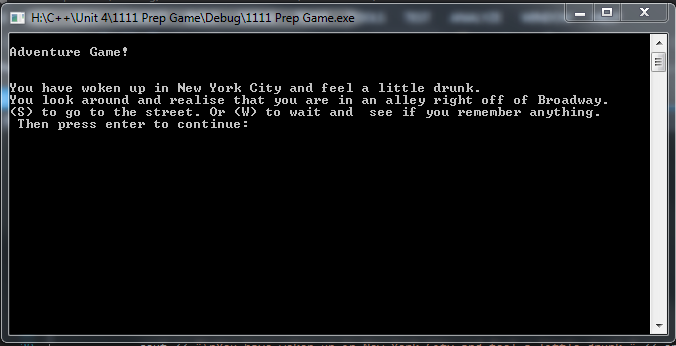 H:\C++\Unit 4\1111 Prep Game\Debug\1111 Prep Game.exe
Adventure Game!
You have woken up in New York City and feel a little drunk.
You look around and realise that you are in an alley right off of Broadway.
(S) to go to the street. Or (W) to wait and  see if you remember anything.
Then press enter to continue: